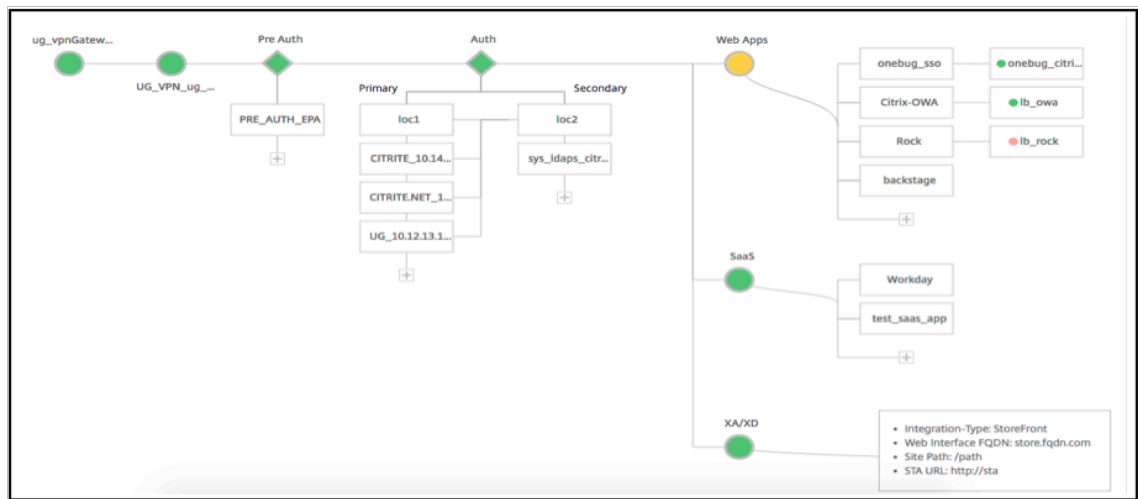 ug_vpnGatew...
UG_VPN_ug_...
Pre Auth
PRE_AUTH_EPA
Auth
Primary
Secondary
loc1
loc2
CITRITE_10.14...
sys_ldaps_citr...
CITRITE.NET_1...
UG_10.12.13.1...
Web Apps
onebug_sso
onebug_citri...
Citrix-OWA
lb_owa
Rock
lb_rock
backstage
SaaS
Workday
test_saas_app
XA/XD
• Integration-Type: StoreFront
• Web Interface FQDN: store.fqdn.com
• Site Path: /path
• STA URL: http://sta